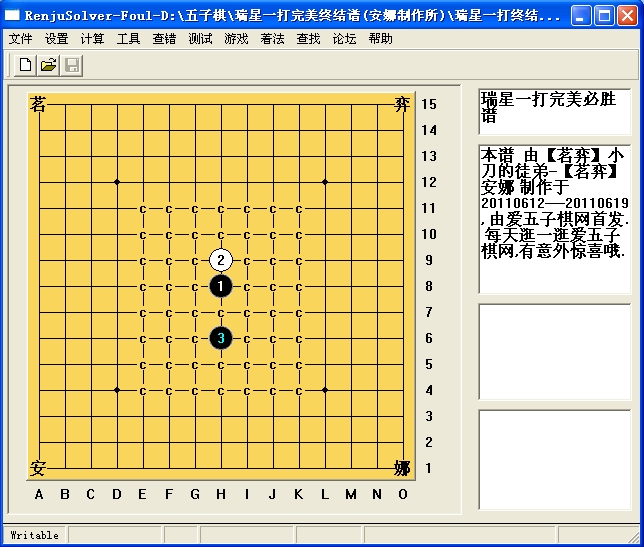 RenjuSolver-Foul-D:\五子棋\瑞星一打完美终结谱(安娜制作所)\瑞星一打终结...
文件 设置 计算 工具 查错 测试 游戏 着法 查找 论坛 帮助
茗 弈 15
14
13
12
c c c c c c c 11
c c c c c c c 10
c c c 2 c c c 9
c c c 1 c c c 8
c c c c c c c 7
c c c 3 c c c 6
c c c c c c c 5
c c c c c c c 4
3
2
安 娜 1
A B C D E F G H I J K L M N O
瑞星一打完美必胜
谱
本谱 由【茗弈】小
刀的徒弟-【茗弈】
安娜 制作于
20110612——20110619
,由爱五子棋网首发.
每天逛一逛爱五子
棋网,有意外惊喜哦.
Writable